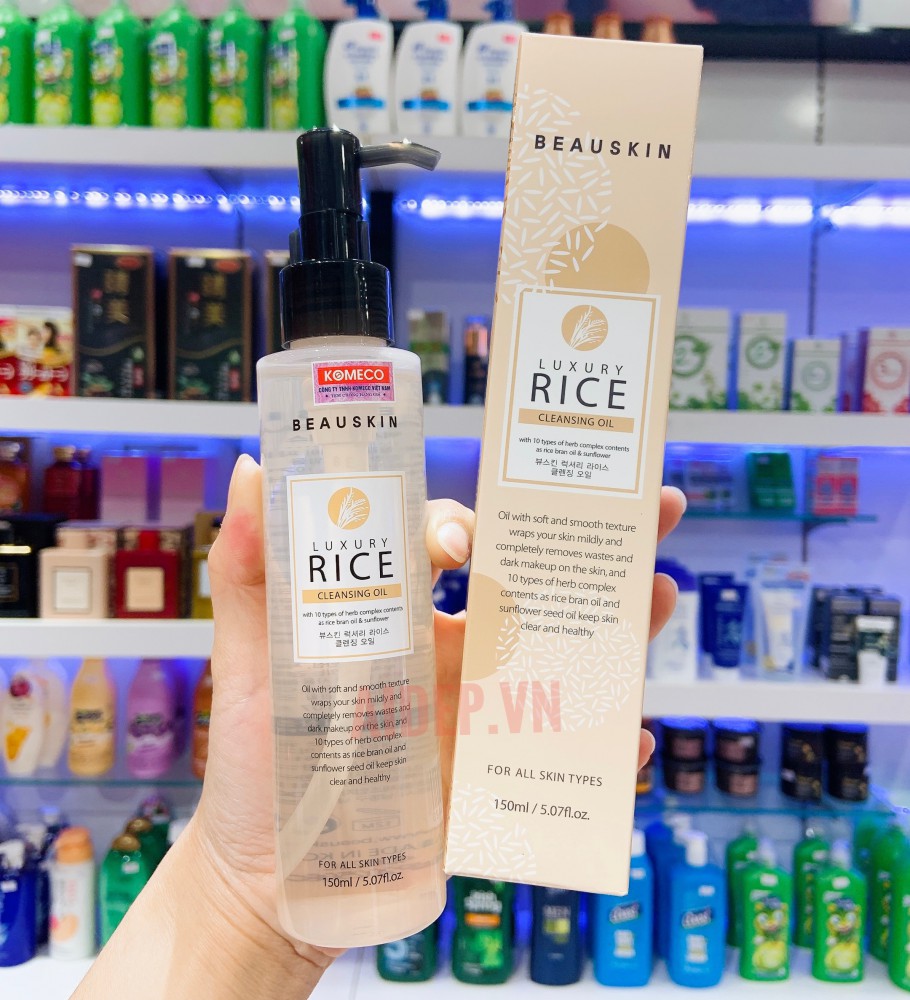 KOMECO
CÔNG TY TNHH KOMECO VIỆT NAM
BEAUSKIN
LUXURY
RICE
CLEANSING OIL
with 10 types of herb complex contents
as rice bran oil & sunflower
뷰스킨 럭셔리 라이스
클렌징 오일
Oil with soft and smooth texture
wraps your skin mildly and
completely removes wastes and
dark makeup on the skin, and
10 types of herb complex
contents as rice bran oil and
sunflower seed oil keep skin
clear and healthy
FOR ALL SKIN TYPES
150ml / 5.07fl.oz.
BEAUSKIN
LUXURY
RICE
CLEANSING OIL
with 10 types of herb complex contents
as rice bran oil & sunflower
뷰스킨 럭셔리 라이스
클렌징 오일
Oil with soft and smooth texture
wraps your skin mildly and
completely removes wastes and
dark makeup on the skin, and
10 types of herb complex
contents as rice bran oil and
sunflower seed oil keep skin
clear and healthy
FOR ALL SKIN TYPES
150ml / 5.07fl.oz.
DEP.VN